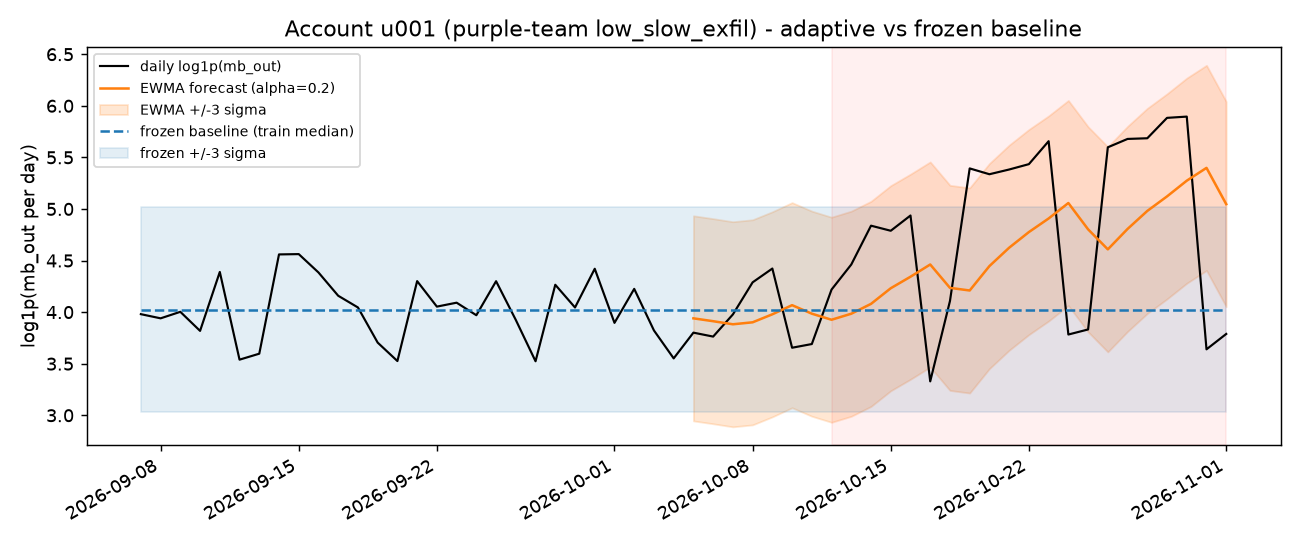 Account u001 (purple-team low_slow_exfil) - adaptive vs frozen baseline
daily log1p(mb_out)
EWMA forecast (alpha=0.2)
EWMA +/-3 sigma
frozen baseline (train median)
frozen +/-3 sigma
log1p(mb_out per day)
6.5
6.0
5.5
5.0
4.5
4.0
3.5
3.0
2026-09-08
2026-09-15
2026-09-22
2026-10-01
2026-10-08
2026-10-15
2026-10-22
2026-11-01